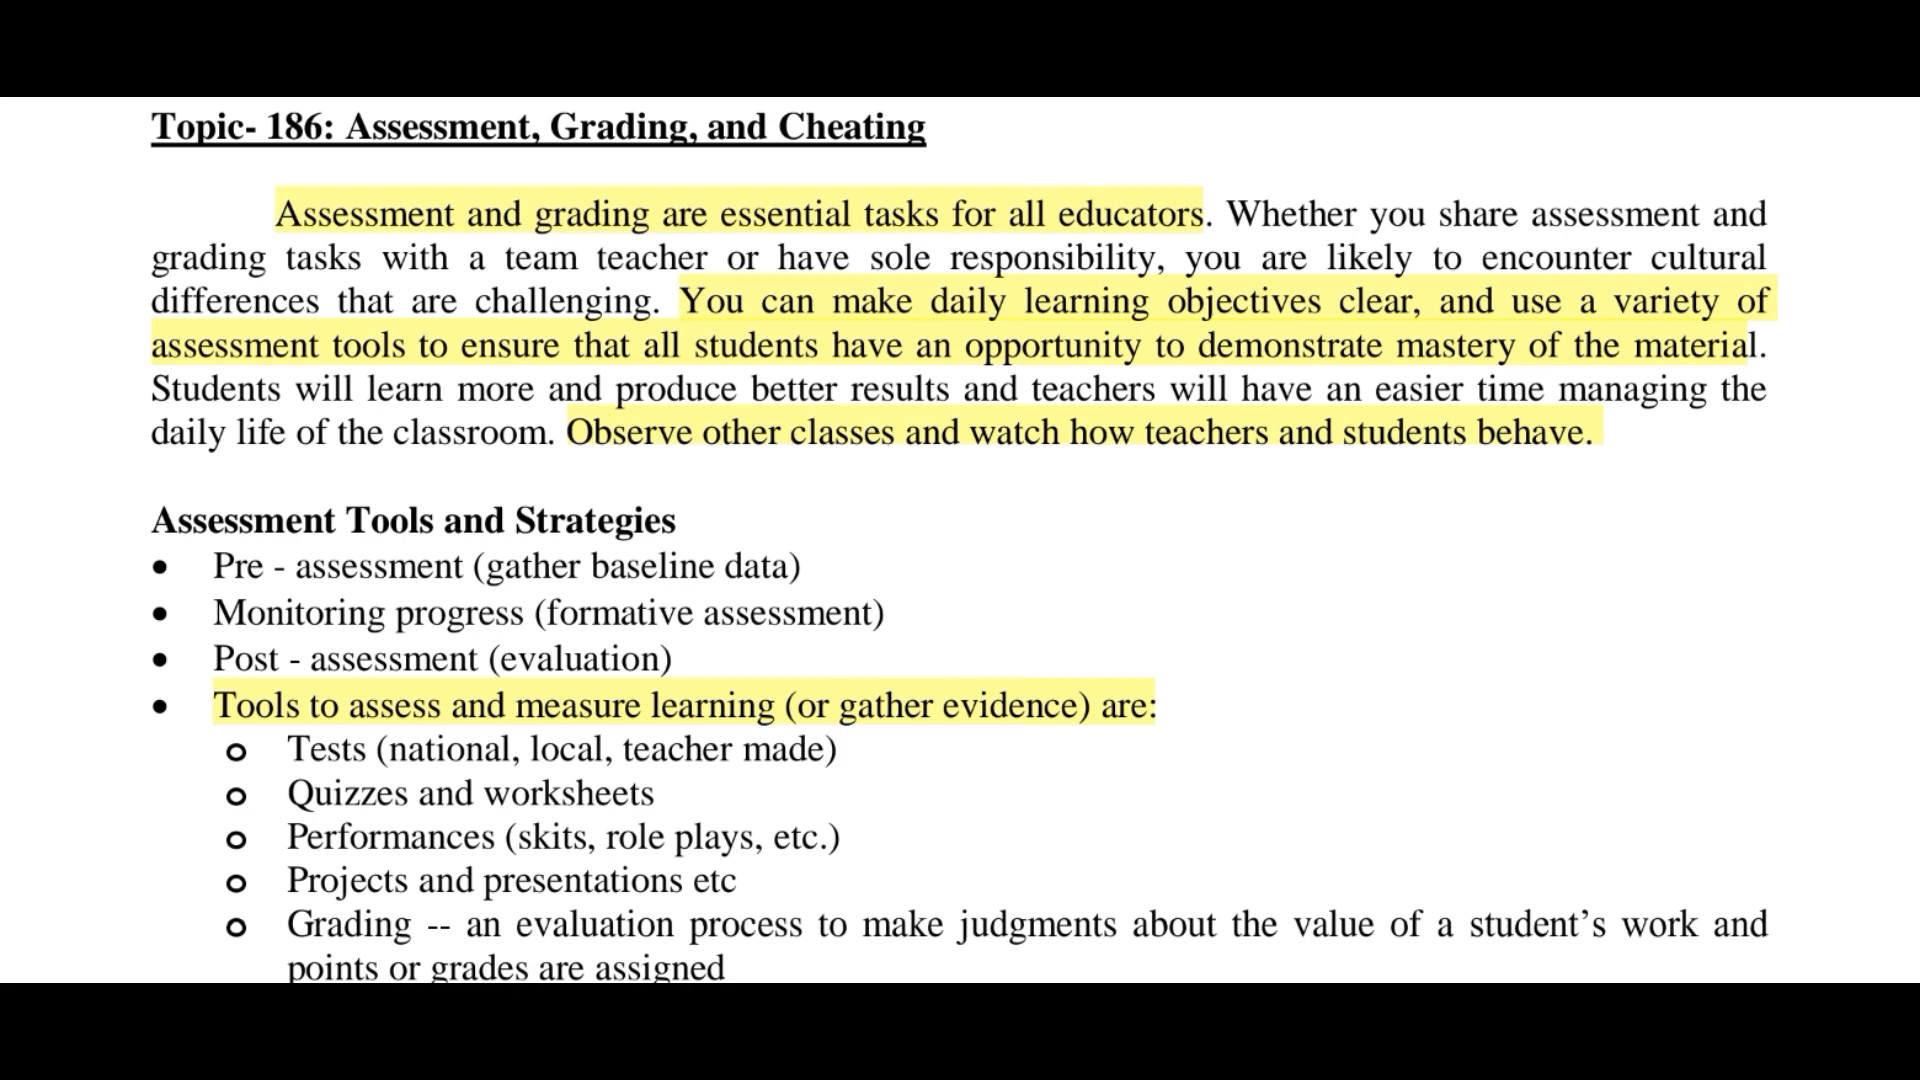 Topic- 186: Assessment, Grading, and Cheating
Assessment and grading are essential tasks for all educators. Whether you share assessment and
grading tasks with a team teacher or have sole responsibility, you are likely to encounter cultural
differences that are challenging. You can make daily learning objectives clear, and use a variety of
assessment tools to ensure that all students have an opportunity to demonstrate mastery of the material.
Students will learn more and produce better results and teachers will have an easier time managing the
daily life of the classroom. Observe other classes and watch how teachers and students behave.
Assessment Tools and Strategies
• Pre - assessment (gather baseline data)
• Monitoring progress (formative assessment)
• Post - assessment (evaluation)
• Tools to assess and measure learning (or gather evidence) are:
o Tests (national, local, teacher made)
o Quizzes and worksheets
o Performances (skits, role plays, etc.)
o Projects and presentations etc
o Grading -- an evaluation process to make judgments about the value of a student’s work and
points or grades are assigned